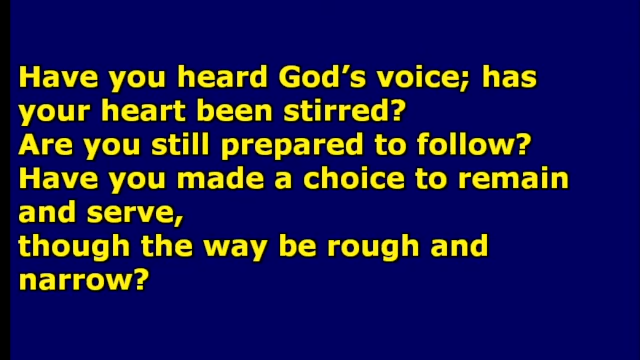 Have you heard God’s voice; has
your heart been stirred?
Are you still prepared to follow?
Have you made a choice to remain
and serve,
though the way be rough and
narrow?